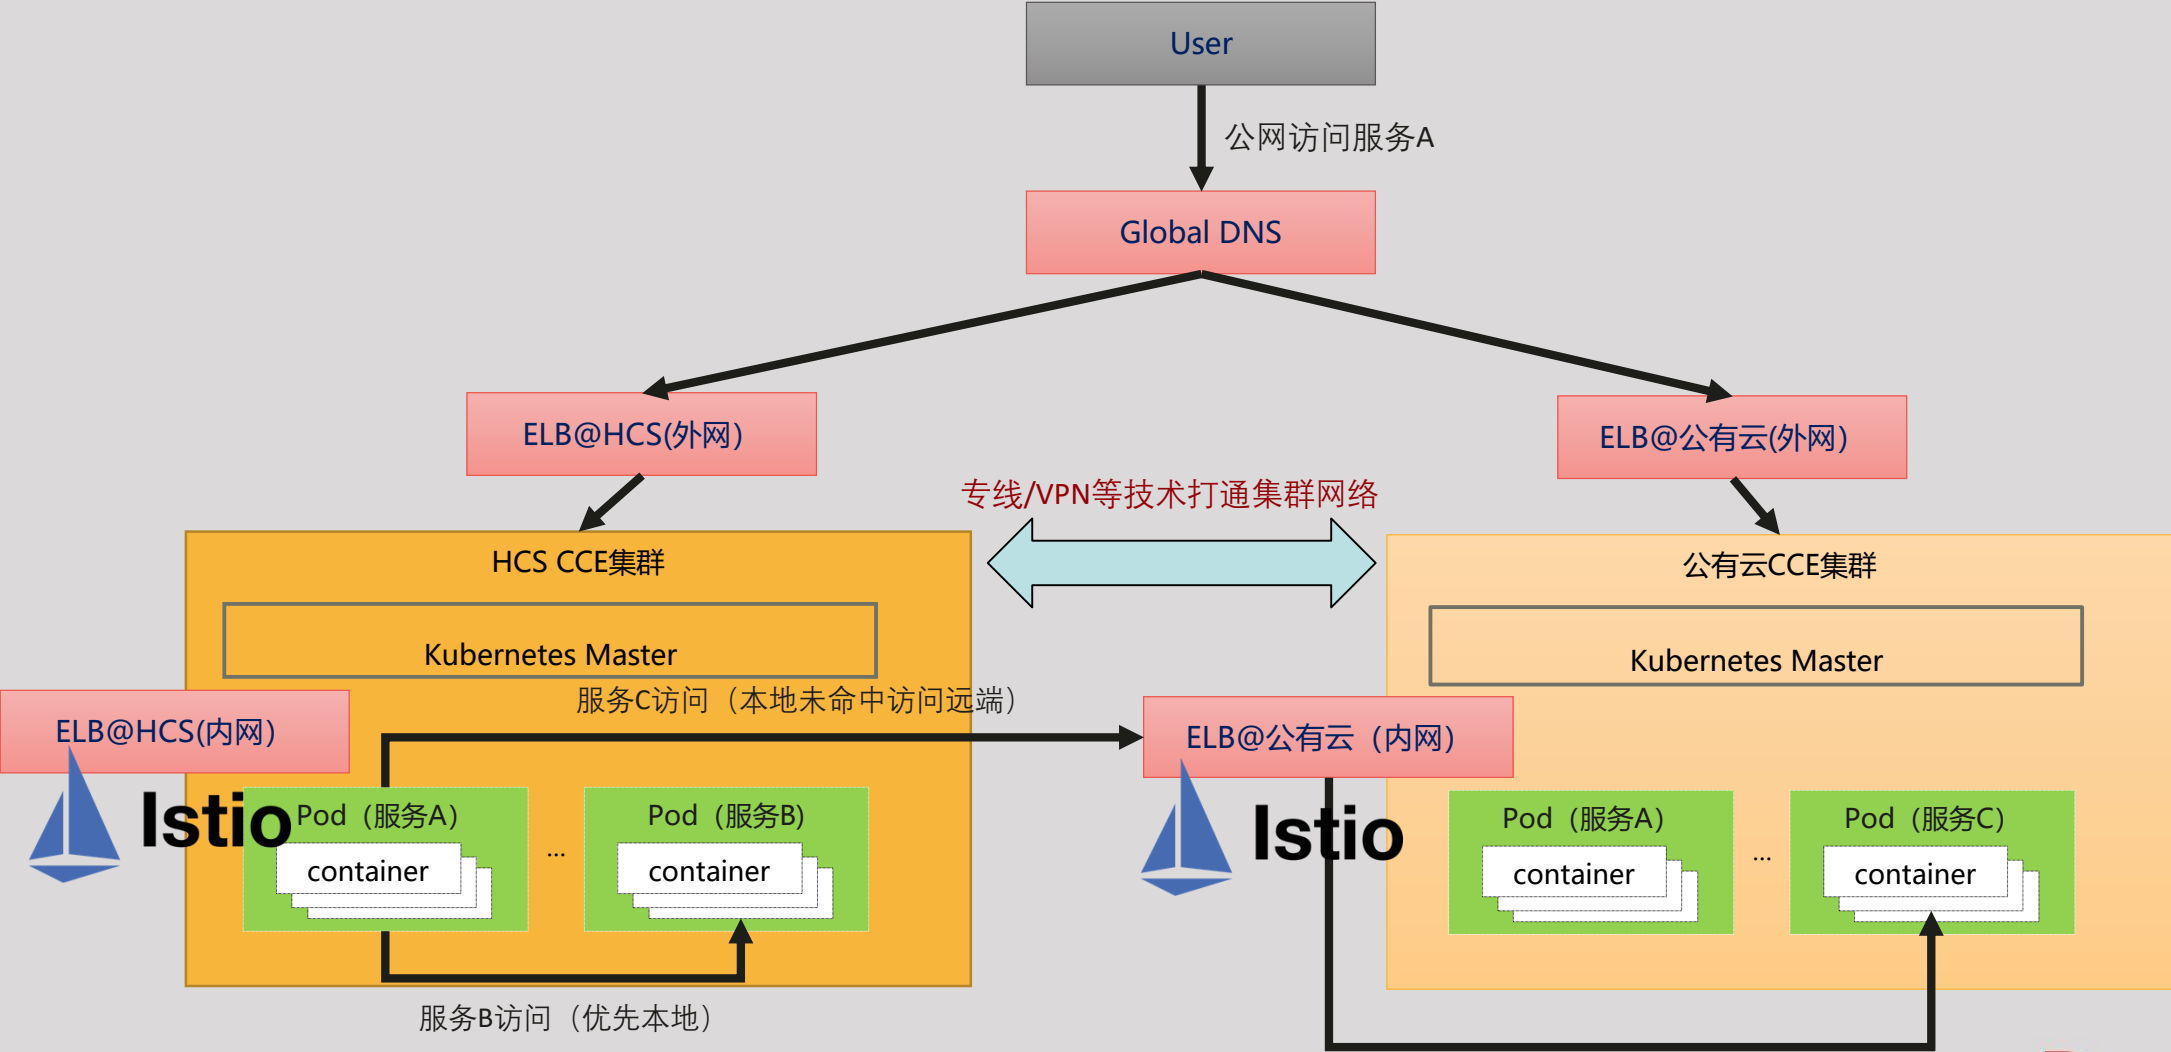 User
公网访问服务A
Global DNS
ELB@HCS(外网)
ELB@公有云(外网)
专线/VPN等技术打通集群网络
HCS CCE集群
公有云CCE集群
Kubernetes Master
Kubernetes Master
服务C访问（本地未命中访问远端）
ELB@HCS(内网)
ELB@公有云（内网）
Istio
Pod（服务A）
Pod（服务B)
Istio
Pod（服务A）
Pod（服务C）
container
...
container
container
...
container
服务B访问（优先本地）